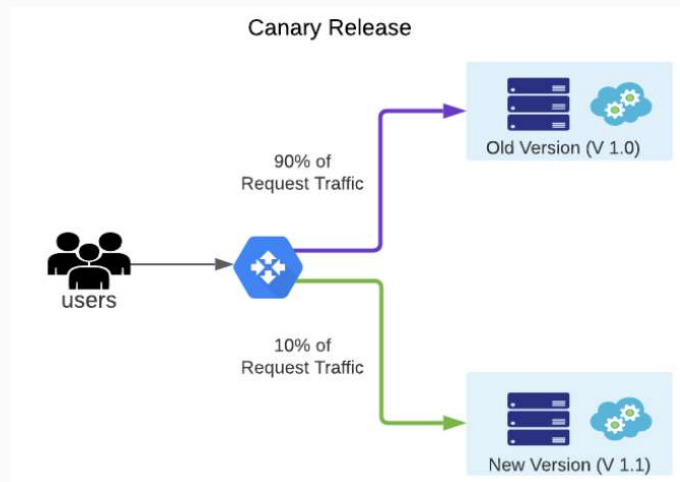 Canary Release
Old Version (V 1.0)
90% of
Request Traffic
users
10% of
Request Traffic
New Version (V 1.1)